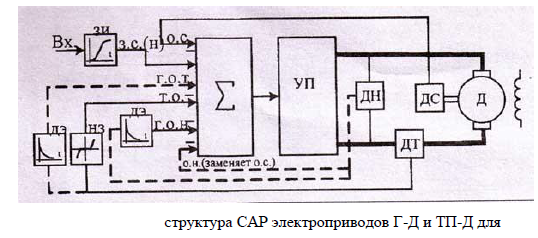 зи
Вх
з.с.(н)
о.с.
г.о.т.
т.о.
дэ
нз
дэ
г.о.н.
о.н.(заменяет о.с.)
Σ
УП
ДН
ДС
Д
ДТ
структура САР электроприводов Г-Д и ТП-Д для